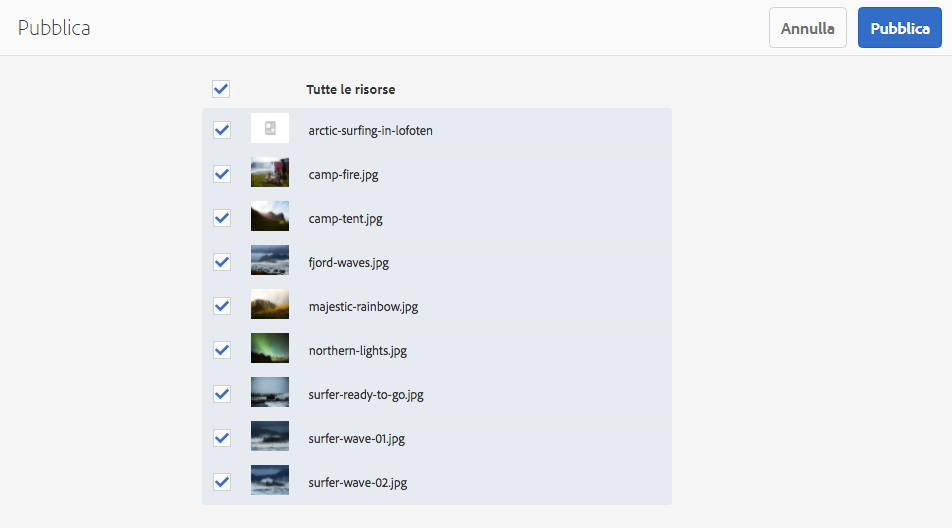 Pubblica
Annulla
Pubblica
Tutte le risorse
arctic-surfing-in-lofoten
camp-fire.jpg
camp-tent.jpg
fjord-waves.jpg
majestic-rainbow.jpg
northern-lights.jpg
surfer-ready-to-go.jpg
surfer-wave-01.jpg
surfer-wave-02.jpg